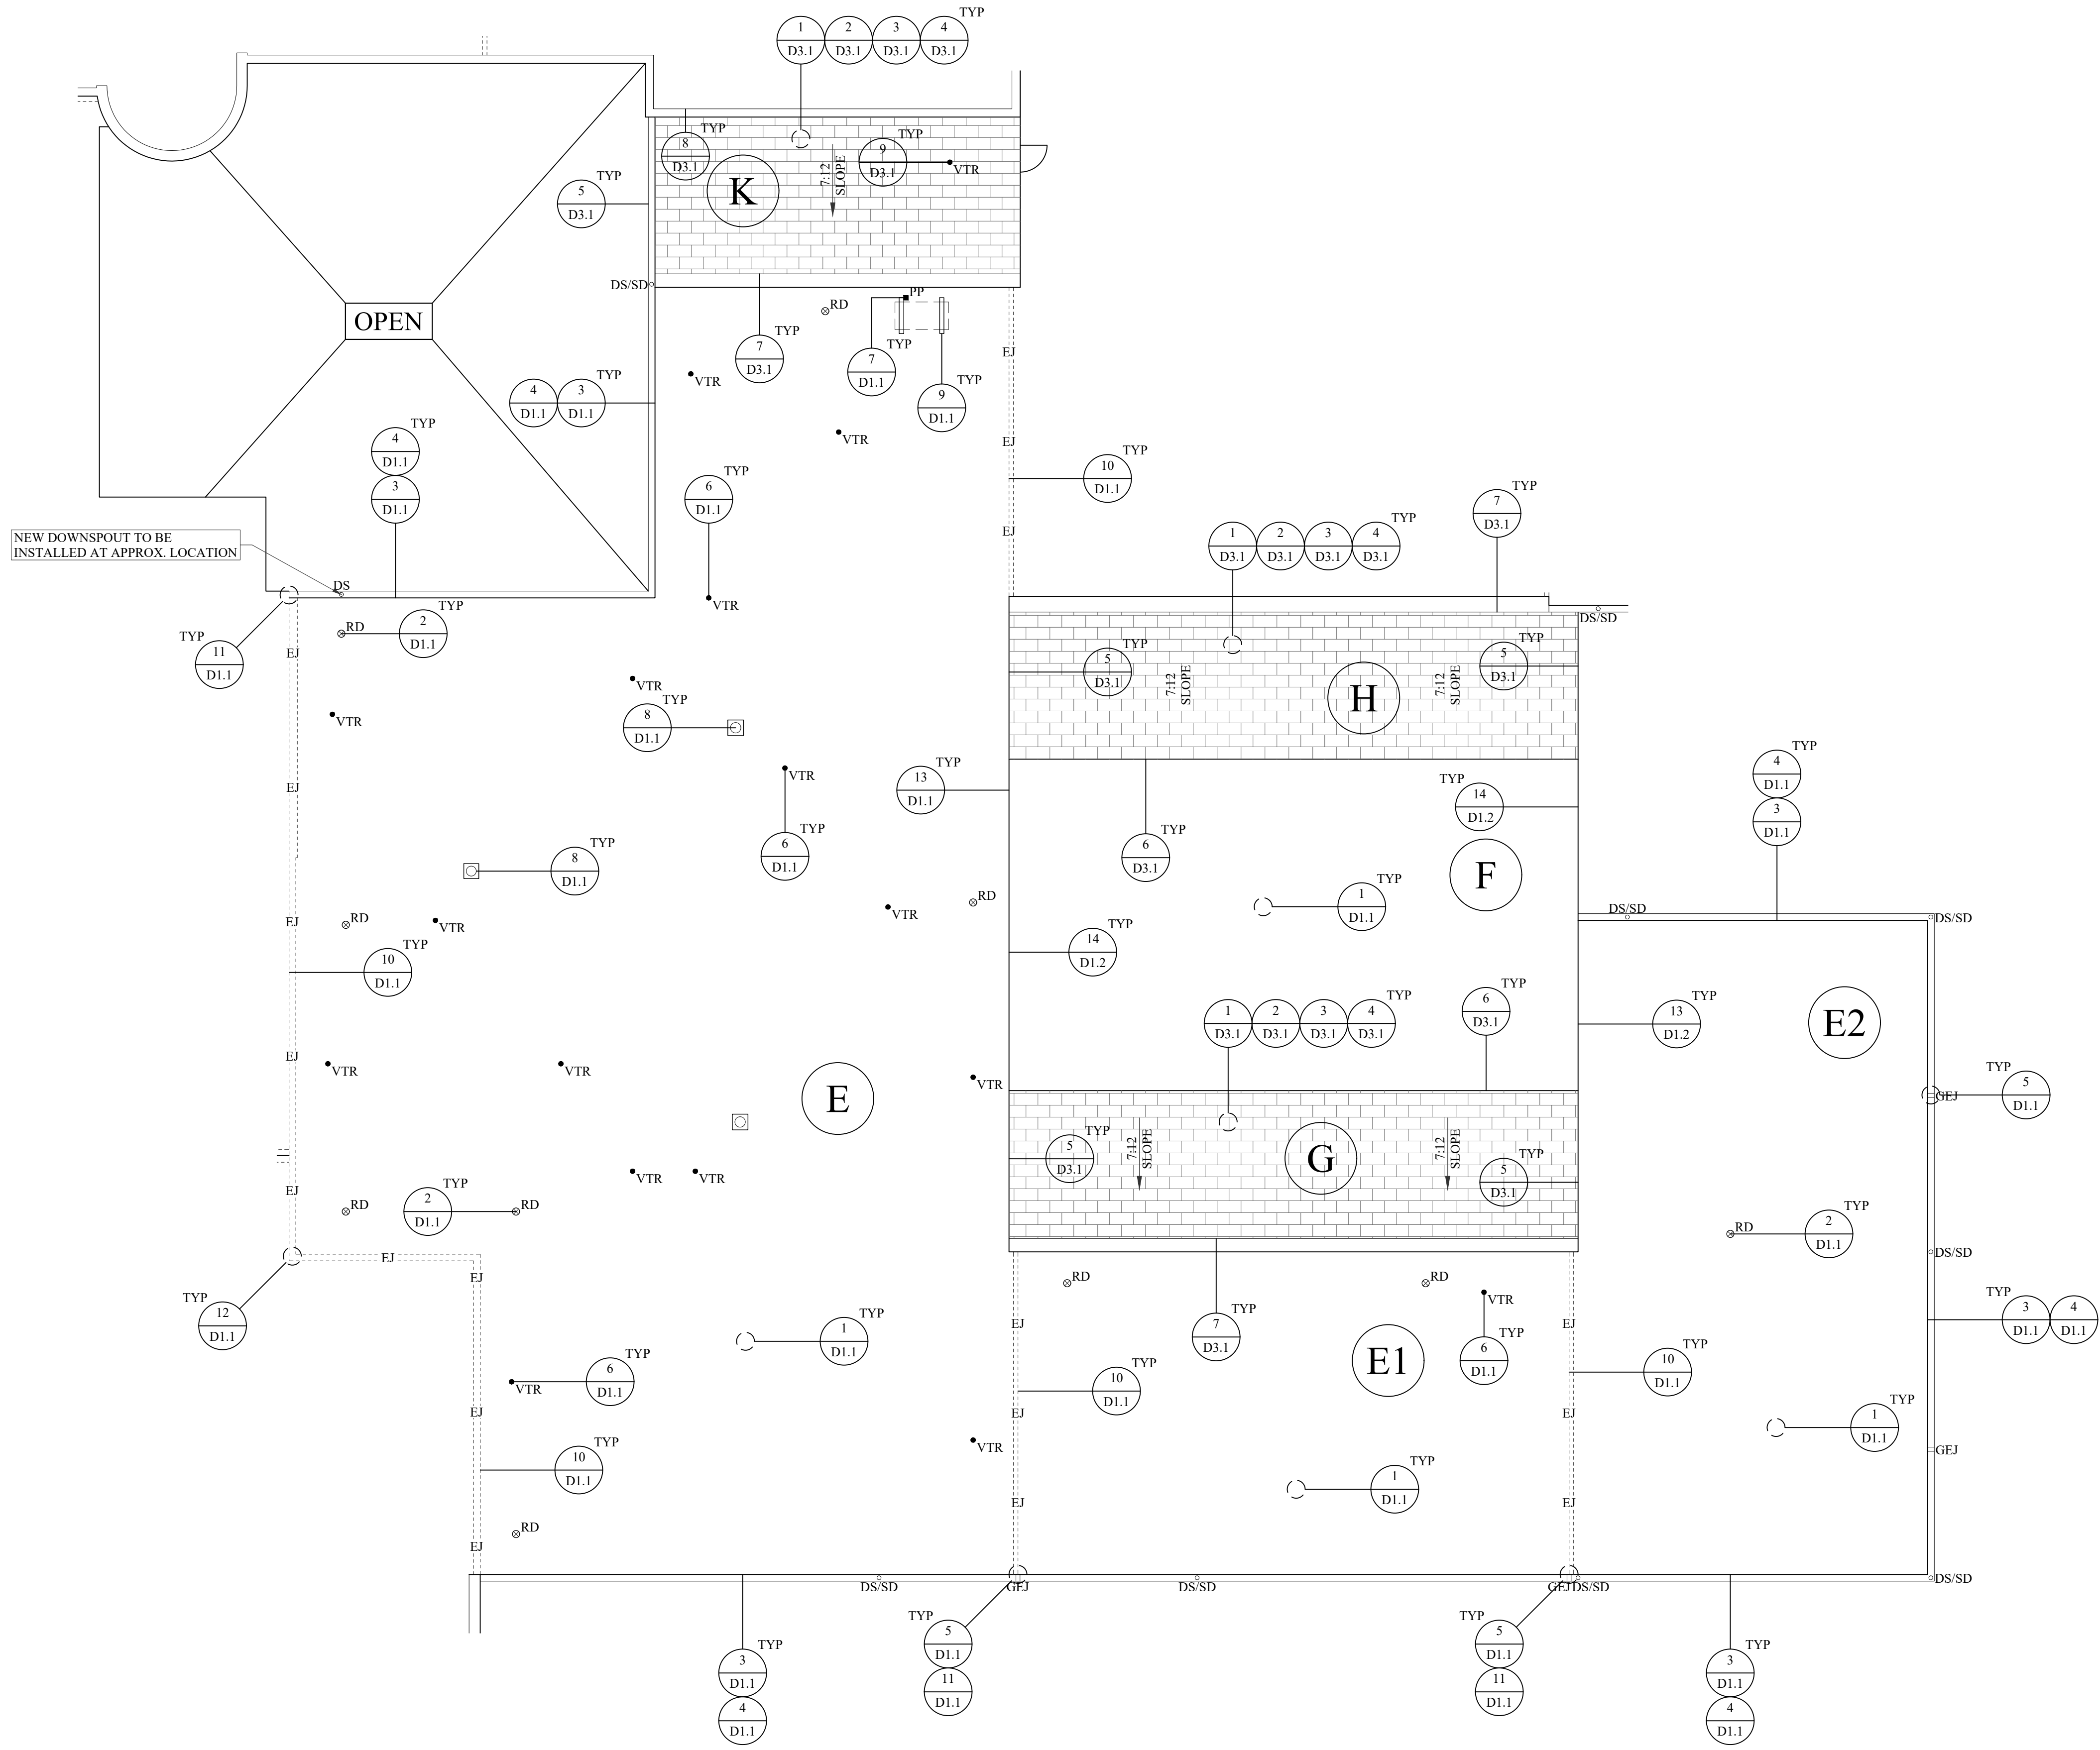 TYP
1 2 3 4
D3.1 D3.1 D3.1 D3.1
TYP
8
D3.1
TYP
9
D3.1
VTR
7:12
SLOPE
K
TYP
5
D3.1
DS/SD
OPEN
RD
PP
TYP
7
D3.1
TYP
7
D1.1
TYP
9
D1.1
EJ
VTR
TYP
4 3
D1.1 D1.1
VTR
EJ
TYP
4
D1.1
3
D1.1
TYP
6
D1.1
VTR
TYP
10
D1.1
EJ
NEW DOWNSPOUT TO BE
INSTALLED AT APPROX. LOCATION
DS
TYP
1 2 3 4
D3.1 D3.1 D3.1 D3.1
TYP
7
D3.1
DS/SD
TYP
11
D1.1
EJ
RD
TYP
2
D1.1
VTR
VTR
TYP
8
D1.1
TYP
5
D3.1
7:12
SLOPE
H
7:12
SLOPE
TYP
5
D3.1
EJ
VTR
TYP
6
D1.1
TYP
13
D1.1
TYP
6
D3.1
TYP
14
D1.2
F
TYP
4
D1.1
3
D1.1
TYP
8
D1.1
EJ
RD
VTR
VTR
RD
TYP
1
D1.1
DS/SD
DS/SD
TYP
10
D1.1
TYP
14
D1.2
TYP
1 2 3 4
D3.1 D3.1 D3.1 D3.1
TYP
6
D3.1
TYP
13
D1.2
E2
EJ
VTR
VTR
E
VTR
TYP
5
D1.1
GEJ
TYP
5
D3.1
7:12
SLOPE
G
7:12
SLOPE
TYP
5
D3.1
VTR
VTR
EJ
RD
TYP
2
D1.1
RD
RD
TYP
2
D1.1
DS/SD
EJ
EJ
RD
RD
VTR
TYP
12
D1.1
TYP
1
D1.1
EJ
TYP
7
D3.1
E1
TYP
6
D1.1
EJ
TYP
3 4
D1.1 D1.1
VTR
TYP
6
D1.1
TYP
10
D1.1
TYP
10
D1.1
EJ
EJ
EJ
TYP
1
D1.1
VTR
GEJ
TYP
10
D1.1
TYP
1
D1.1
EJ
EJ
RD
EJ
DS/SD
GEJ
DS/SD
GEJ
DS/SD
DS/SD
TYP
3
D1.1
4
D1.1
TYP
5
D1.1
11
D1.1
TYP
5
D1.1
11
D1.1
TYP
3
D1.1
4
D1.1